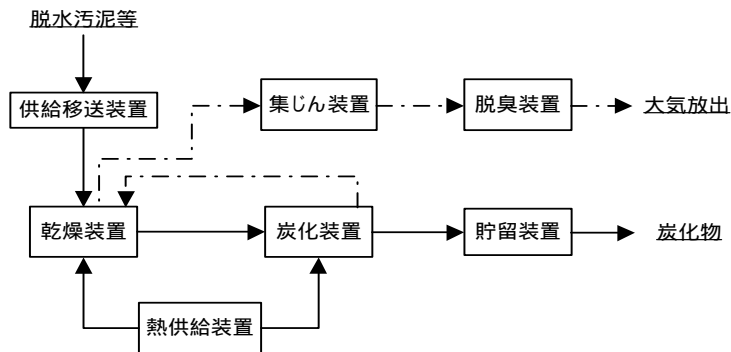 脱水汚泥等
供給移送装置
集じん装置
脱臭装置
大気放出
乾燥装置
炭化装置
貯留装置
炭化物
熱供給装置